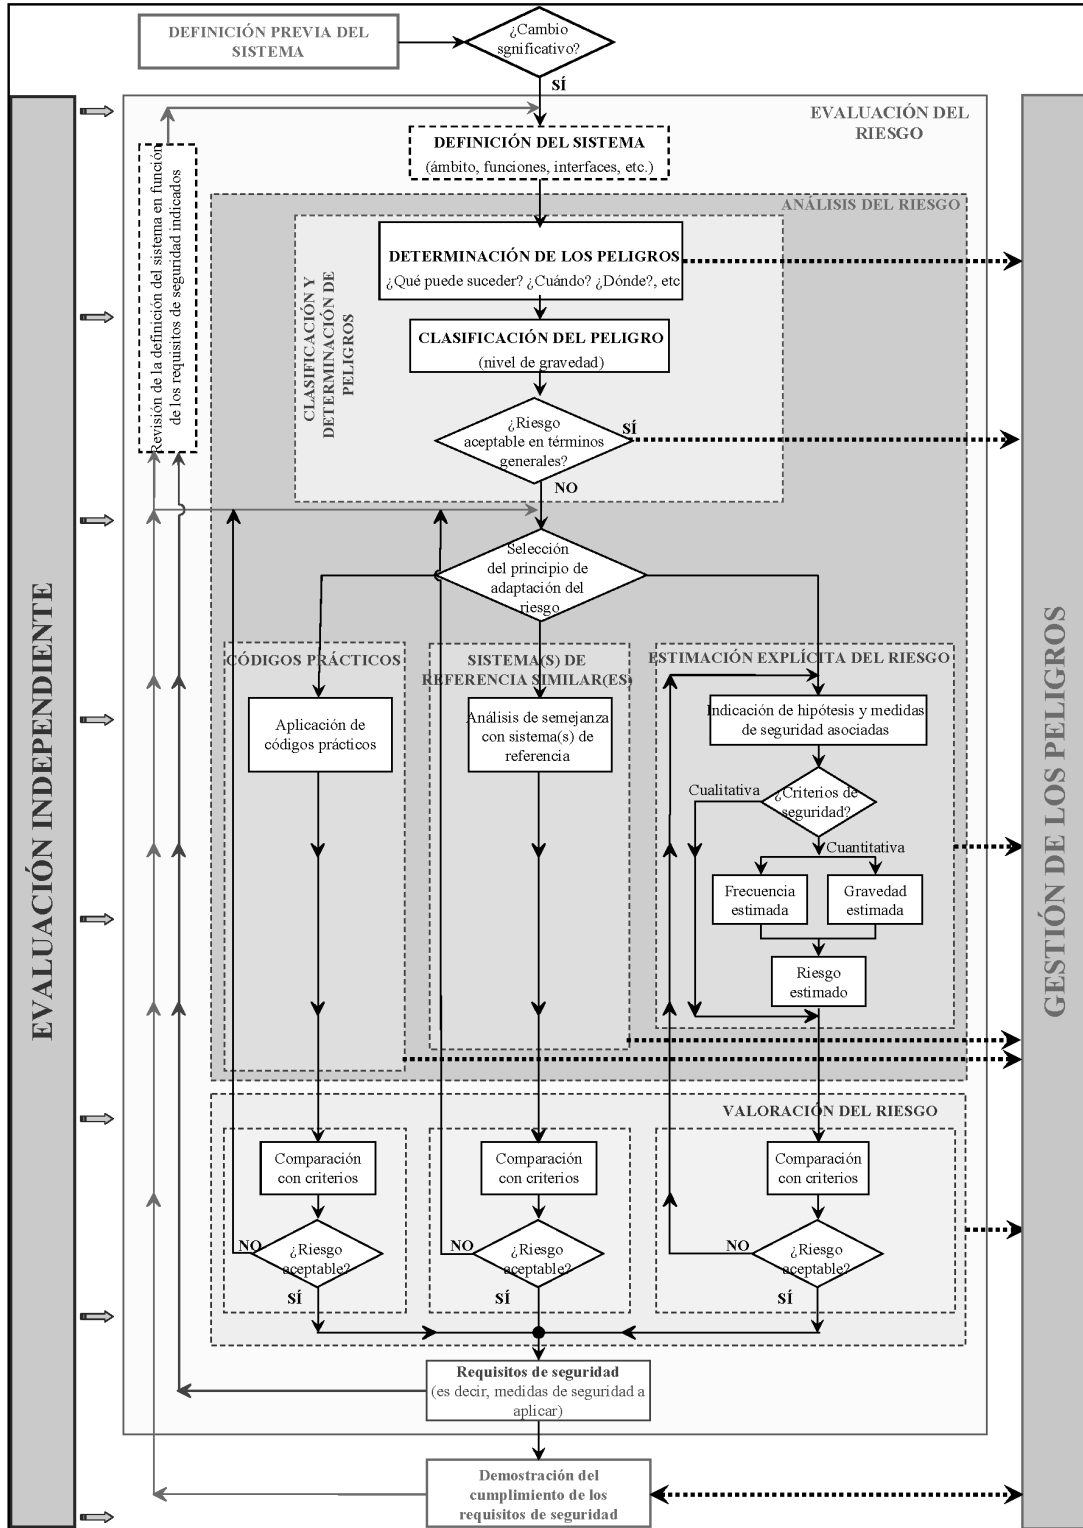 DEFINICIÓN PREVIA DEL
SISTEMA
¿Cambio
sgnificativo?
SÍ
EVALUACIÓN DEL
RIESGO
DEFINICIÓN DEL SISTEMA
(ámbito, funciones, interfaces, etc.)
Revisión de la definición del sistema en función
de los requisitos de seguridad indicados
ANÁLISIS DEL RIESGO
CLASIFICACIÓN Y
DETERMINACIÓN DE
PELIGROS
DETERMINACIÓN DE LOS PELIGROS
¿Qué puede suceder? ¿Cuándo? ¿Dónde?, etc
CLASIFICACIÓN DEL PELIGRO
(nivel de gravedad)
¿Riesgo
aceptable en términos
generales?
SÍ
NO
Selección
del principio de
adaptación del
riesgo
CÓDIGOS PRÁCTICOS
SISTEMA(S) DE
REFERENCIA SIMILAR(ES)
ESTIMACIÓN EXPLÍCITA DEL RIESGO
Aplicación de
códigos prácticos
Análisis de semejanza
con sistema(s) de
referencia
Indicación de hipótesis y medidas
de seguridad asociadas
Cualitativa
¿Criterios de
seguridad?
Cuantitativa
Frecuencia
estimada
Gravedad
estimada
Riesgo
estimado
EVALUACIÓN INDEPENDIENTE
GESTIÓN DE LOS PELIGROS
VALORACIÓN DEL RIESGO
Comparación
con criterios
Comparación
con criterios
Comparación
con criterios
NO
¿Riesgo
aceptable?
SÍ
NO
¿Riesgo
aceptable?
SÍ
NO
¿Riesgo
aceptable?
SÍ
Requisitos de seguridad
(es decir, medidas de seguridad a
aplicar)
Demostración del
cumplimiento de los
requisitos de seguridad